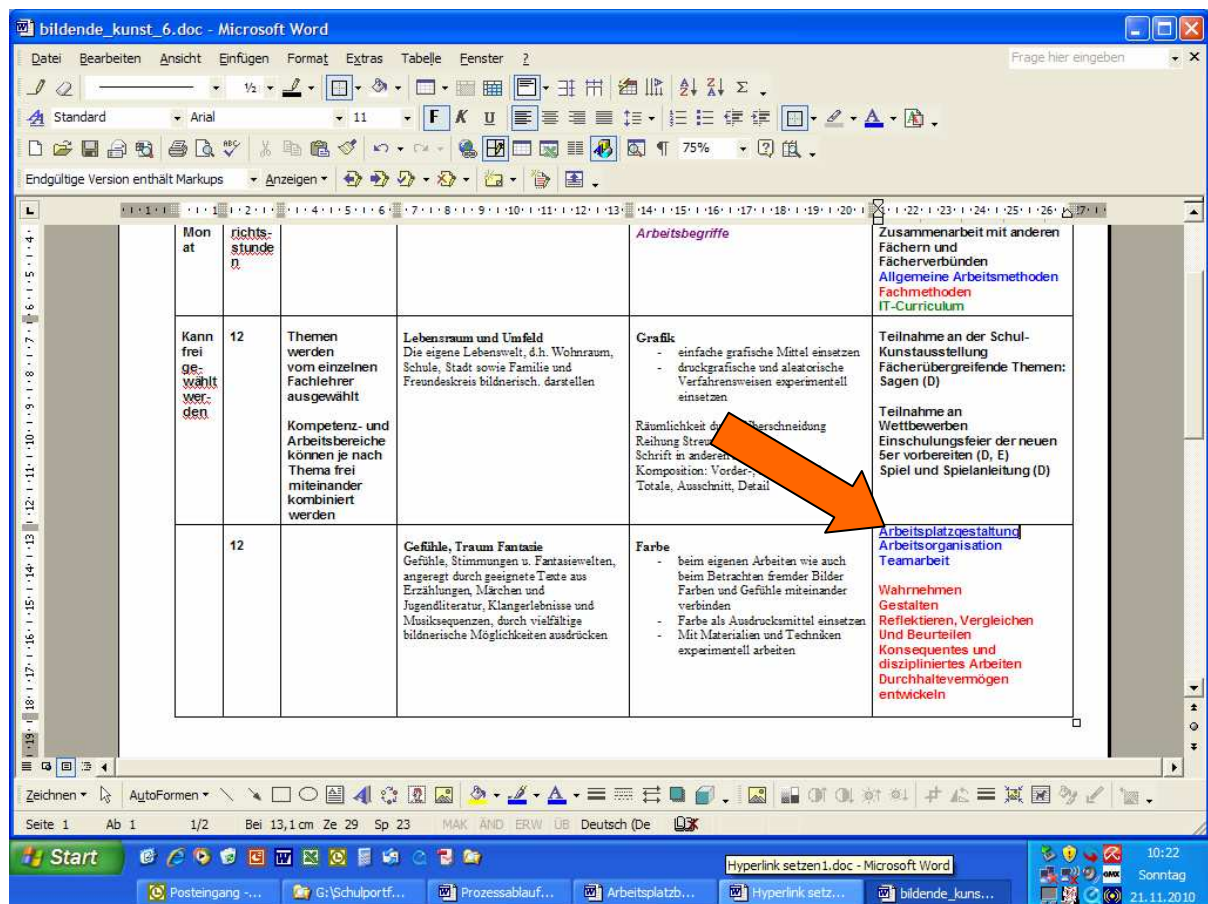 bildende_kunst_6.doc - Microsoft Word
Datei Bearbeiten Ansicht Einfügen Format Extras Tabelle Fenster ?
Frage hier eingeben
½
Standard
Arial
11
F K U
75%
Endgültige Version enthält Markups
Anzeigen
Mon
at
richts-
stunde
n
Arbeitsbegriffe
Zusammenarbeit mit anderen
Fächern und
Fächerverbünden
Allgemeine Arbeitsmethoden
Fachmethoden
IT-Curriculum
Kann
frei
ge-
wählt
wer-
den
12
Themen
werden
vom einzelnen
Fachlehrer
ausgewählt
Kompetenz- und
Arbeitsbereiche
können je nach
Thema frei
miteinander
kombiniert
werden
Lebensraum und Umfeld
Die eigene Lebenswelt, d.h. Wohnraum,
Schule, Stadt sowie Familie und
Freundeskreis bildnerisch. darstellen
Grafik
- einfache grafische Mittel einsetzen
- druckgrafische und aleatorische
Verfahrensweisen experimentell
einsetzen
Räumlichkeit Überschneidung
Reihung
Schrift in anderen
Komposition: Vorder-,
Totale, Ausschnitt, Detail
Teilnahme an der Schul-
Kunstausstellung
Fächerübergreifende Themen:
Sagen (D)
Teilnahme an
Wettbewerben
Einschulungsfeier der neuen
5er vorbereiten (D, E)
Spiel und Spielanleitung (D)
12
Gefühle, Traum Fantasie
Gefühle, Stimmungen u. Fantasiewelten,
angeregt durch geeignete Texte aus
Erzählungen, Märchen und
Jugendliteratur, Klangerlebnisse und
Musiksequenzen, durch vielfältige
bildnerische Möglichkeiten ausdrücken
Farbe
- beim eigenen Arbeiten wie auch
beim Betrachten fremder Bilder
Farben und Gefühle miteinander
verbinden
- Farbe als Ausdrucksmittel einsetzen
- Mit Materialien und Techniken
experimentell arbeiten
Arbeitsplatzgestaltung
Arbeitsorganisation
Teamarbeit
Wahrnehmen
Gestalten
Reflektieren, Vergleichen
Und Beurteilen
Konsequentes und
diszipliniertes Arbeiten
Durchhaltevermögen
entwickeln
Zeichnen AutoFormen
Seite 1 Ab 1 1/2 Bei 13,1 cm Ze 29 Sp 23 MAK ÄND ERW ÜB Deutsch (De
Hyperlink setzen1.doc - Microsoft Word
Start
10:22
Sonntag
21.11.2010
Posteingang -... G:\Schulportf... Prozessablauf... Arbeitsplatzb... Hyperlink setz... bildende_kuns...